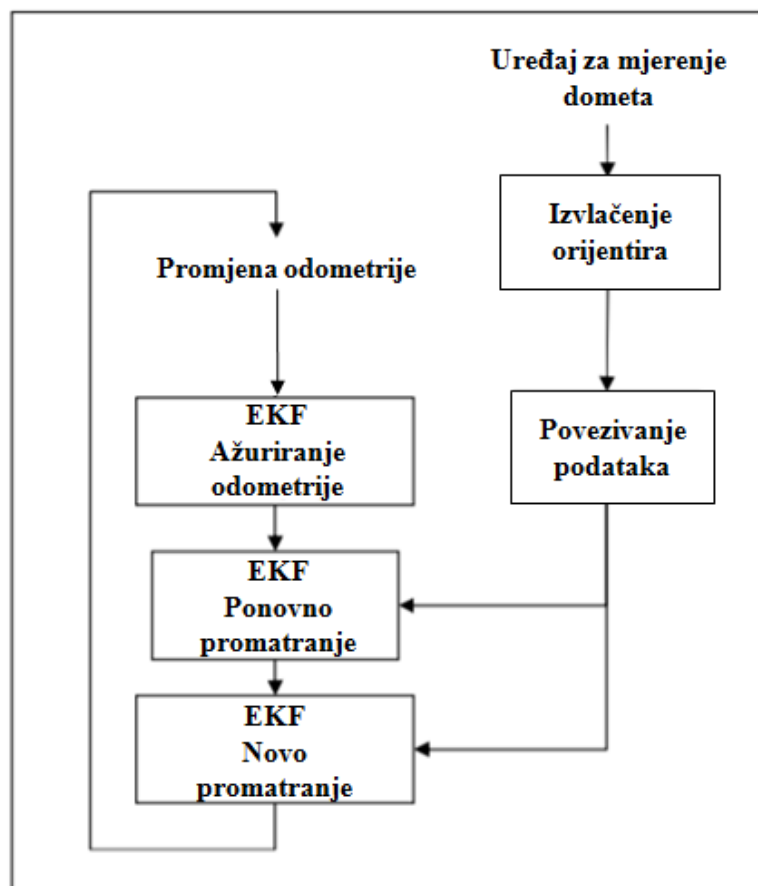 Uređaj za mjerenje
dometa
Izvlačenje
orijentira
Promjena odometrije
EKF
Ažuriranje
odometrije
Povezivanje
podataka
EKF
Ponovno
promatranje
EKF
Novo
promatranje